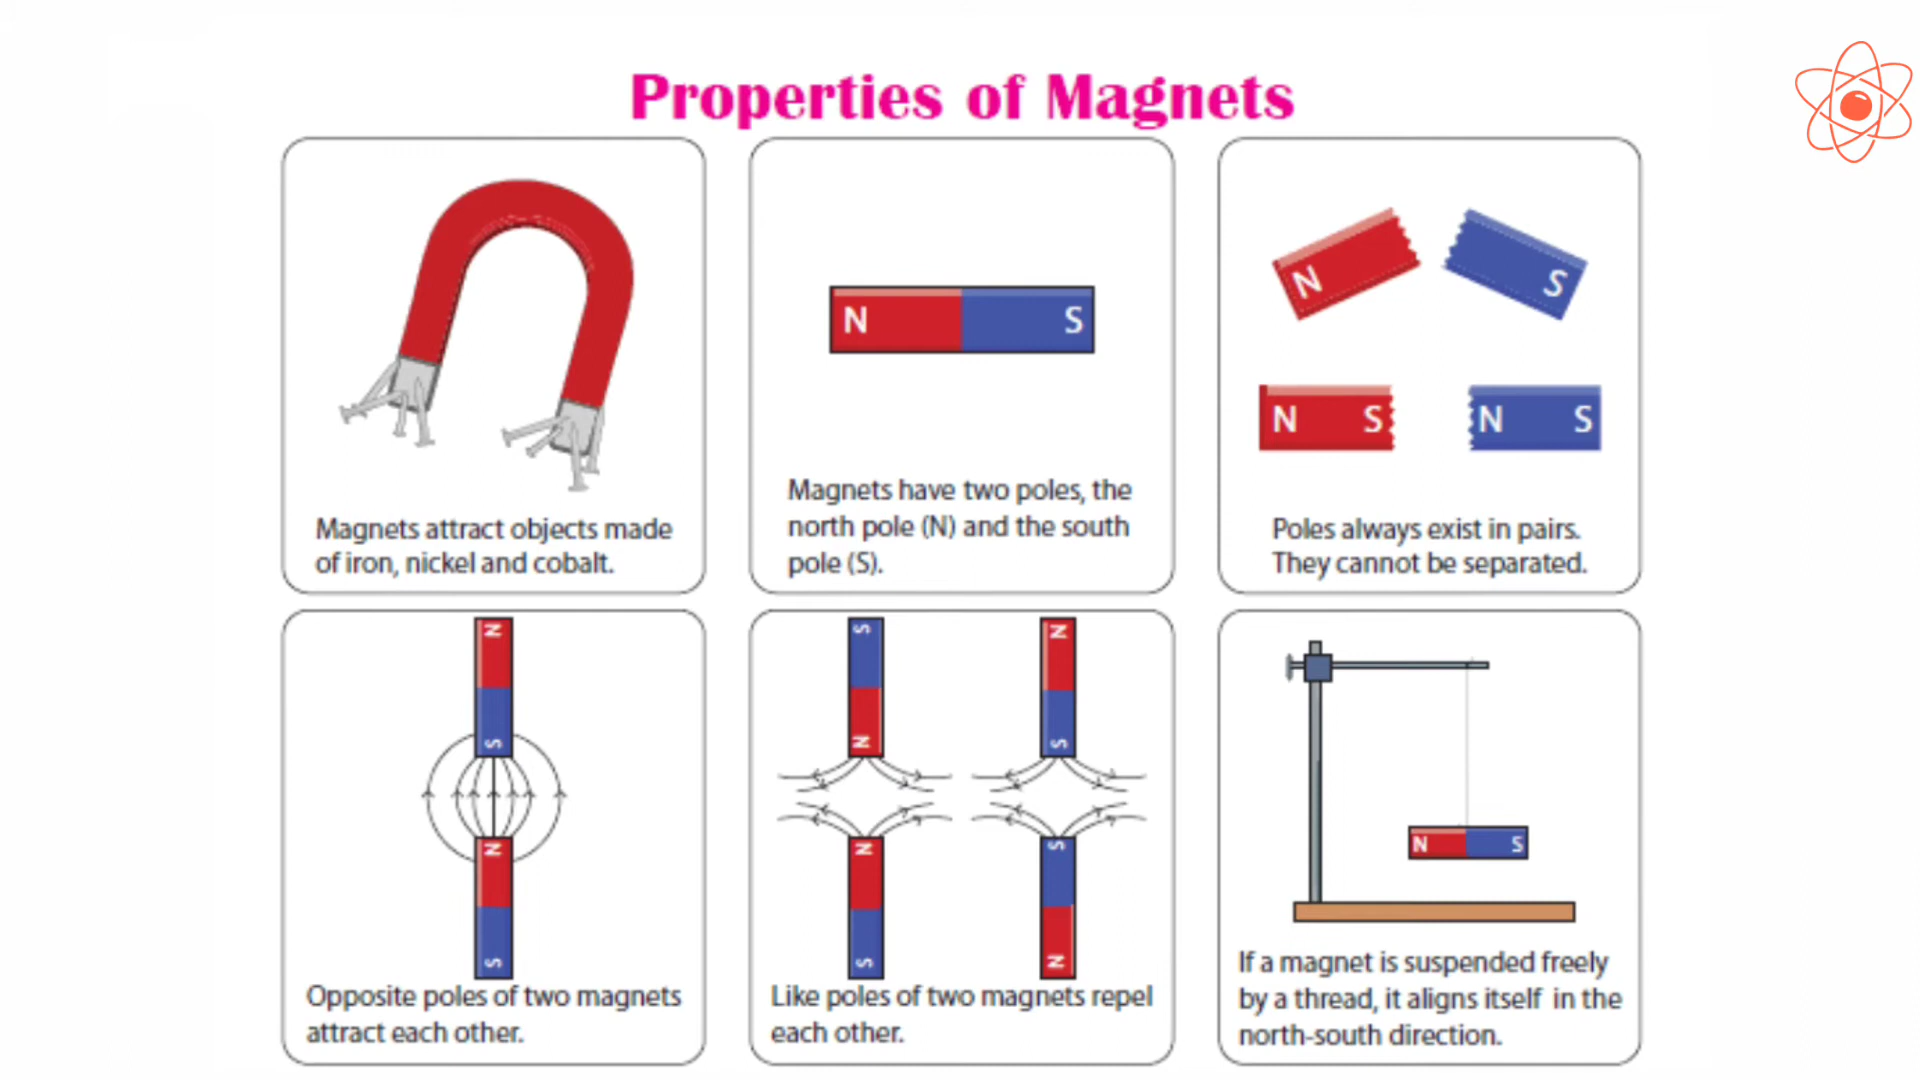 Properties of Magnets
Magnets attract objects made
of iron, nickel and cobalt.
N S
Magnets have two poles, the
north pole (N) and the south
pole (S).
N S
N S N S
Poles always exist in pairs.
They cannot be separated.
N
S
N
S
Opposite poles of two magnets
attract each other.
S N
N S
N S
S N
Like poles of two magnets repel
each other.
N S
If a magnet is suspended freely
by a thread, it aligns itself in the
north-south direction.